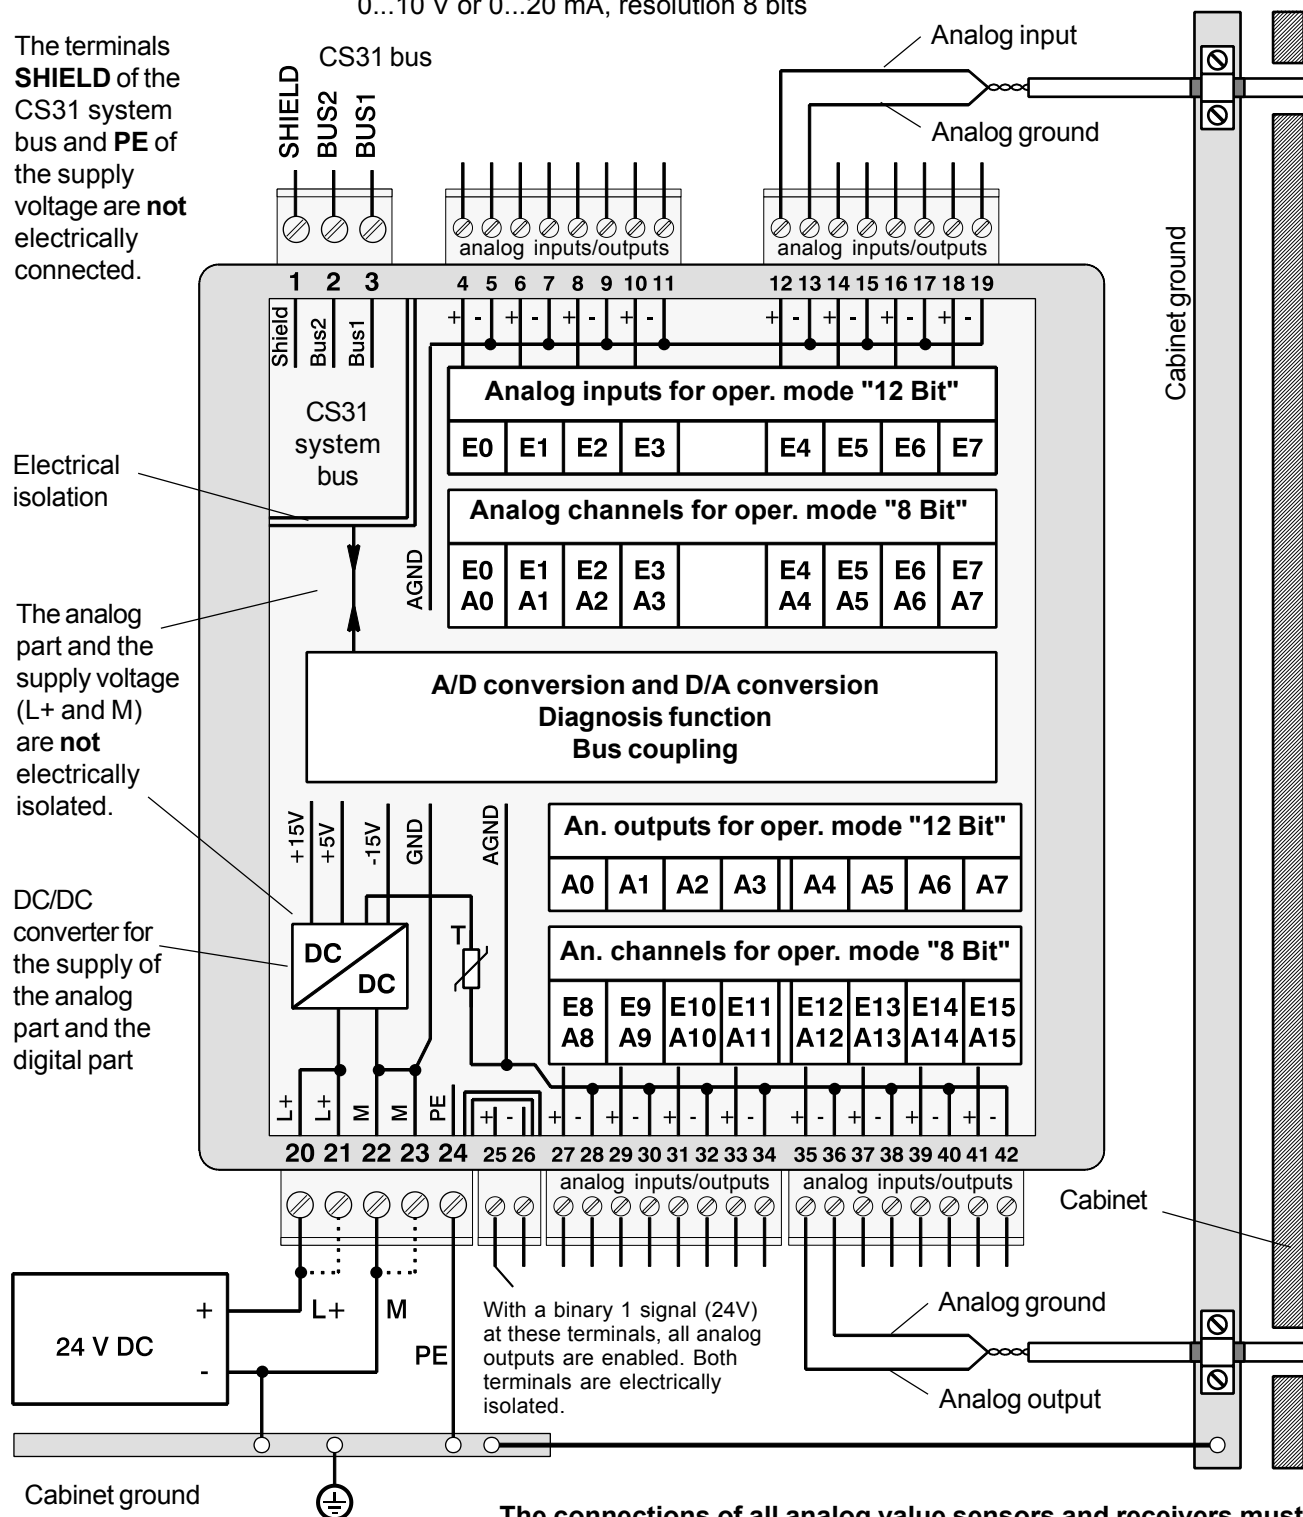 0...10 V or 0...20 mA, resolution 8 bits
The terminals
SHIELD of the
CS31 system
bus and PE of
the supply
voltage are not
electrically
connected.
CS31 bus
SHIELD
BUS2
BUS1
Analog input
Analog ground
Cabinet ground
analog inputs/outputs
analog inputs/outputs
1 2 3 4 5 6 7 8 9 10 11 12 13 14 15 16 17 18 19
Shield
Bus2
Bus1
+ - + - + - + - + - + - + - + -
CS31
system
bus
Analog inputs for oper. mode "12 Bit"
E0 E1 E2 E3 E4 E5 E6 E7
Electrical
isolation
Analog channels for oper. mode "8 Bit"
E0 E1 E2 E3 E4 E5 E6 E7
A0 A1 A2 A3 A4 A5 A6 A7
AGND
The analog
part and the
supply voltage
(L+ and M)
are not
electrically
isolated.
A/D conversion and D/A conversion
Diagnosis function
Bus coupling
+15V
+5V
-15V
GND
AGND
An. outputs for oper. mode "12 Bit"
A0 A1 A2 A3 A4 A5 A6 A7
DC/DC
converter for
the supply of
the analog
part and the
digital part
DC
DC
T
An. channels for oper. mode "8 Bit"
E8 E9 E10 E11 E12 E13 E14 E15
A8 A9 A10 A11 A12 A13 A14 A15
L+
L+
M
M
PE
+ - + - + - + - + - + - + - + - + -
20 21 22 23 24 25 26 27 28 29 30 31 32 33 34 35 36 37 38 39 40 41 42
analog inputs/outputs
analog inputs/outputs
Cabinet
24 V DC
+
-
L+
M
PE
With a binary 1 signal (24V)
at these terminals, all analog
outputs are enabled. Both
terminals are electrically
isolated.
Analog ground
Analog output
Cabinet ground
The connections of all analog value sensors and receivers must